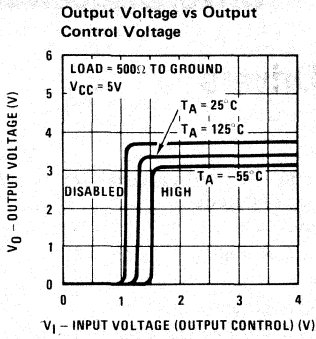 Output Voltage vs Output
Control Voltage
LOAD = 500Ω TO GROUND
VCC = 5V
TA = 25°C
TA = 125°C
TA = −55°C
DISABLED
HIGH
VO – OUTPUT VOLTAGE (V)
6
5
4
3
2
1
0
0 1 2 3 4
VI – INPUT VOLTAGE (OUTPUT CONTROL) (V)